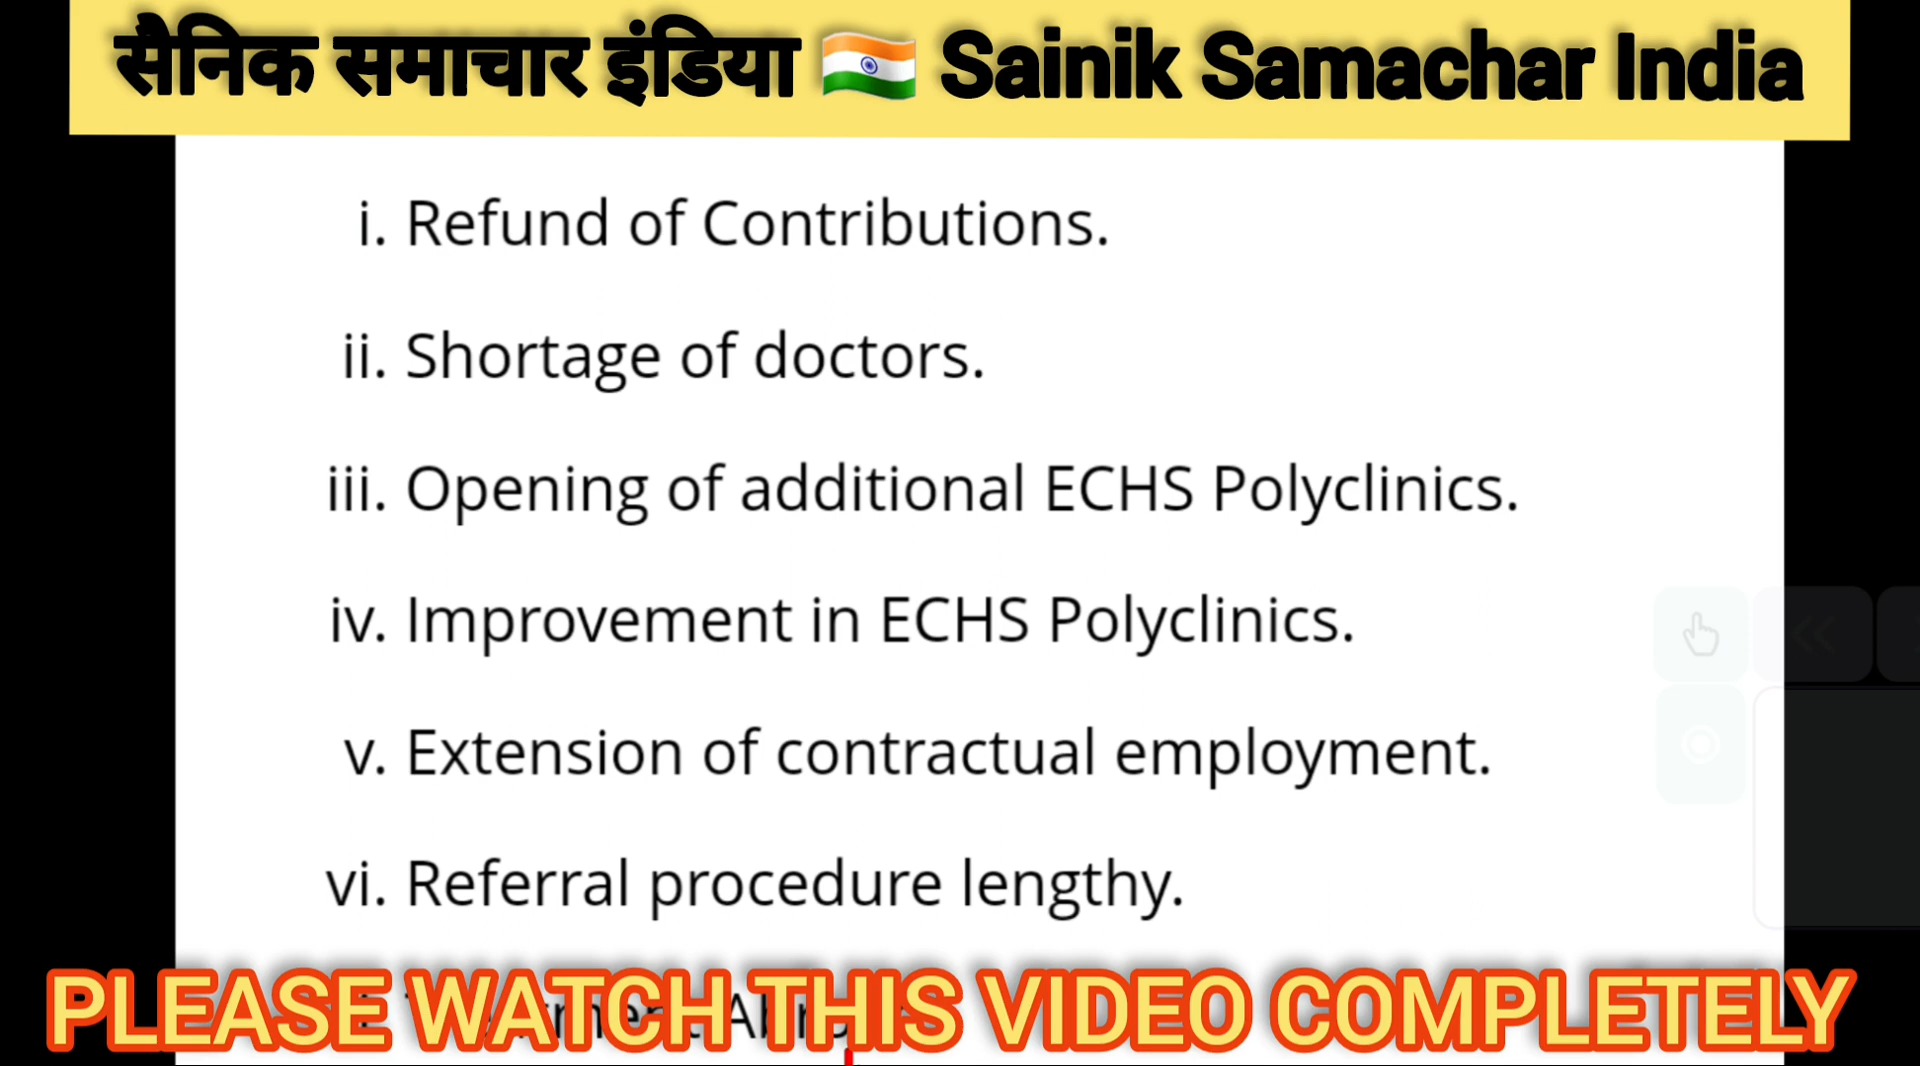 सैनिक समाचार इंडिया 🇮🇳 Sainik Samachar India
i. Refund of Contributions.
ii. Shortage of doctors.
iii. Opening of additional ECHS Polyclinics.
iv. Improvement in ECHS Polyclinics.
v. Extension of contractual employment.
vi. Referral procedure lengthy.
PLEASE WATCH THIS VIDEO COMPLETELY